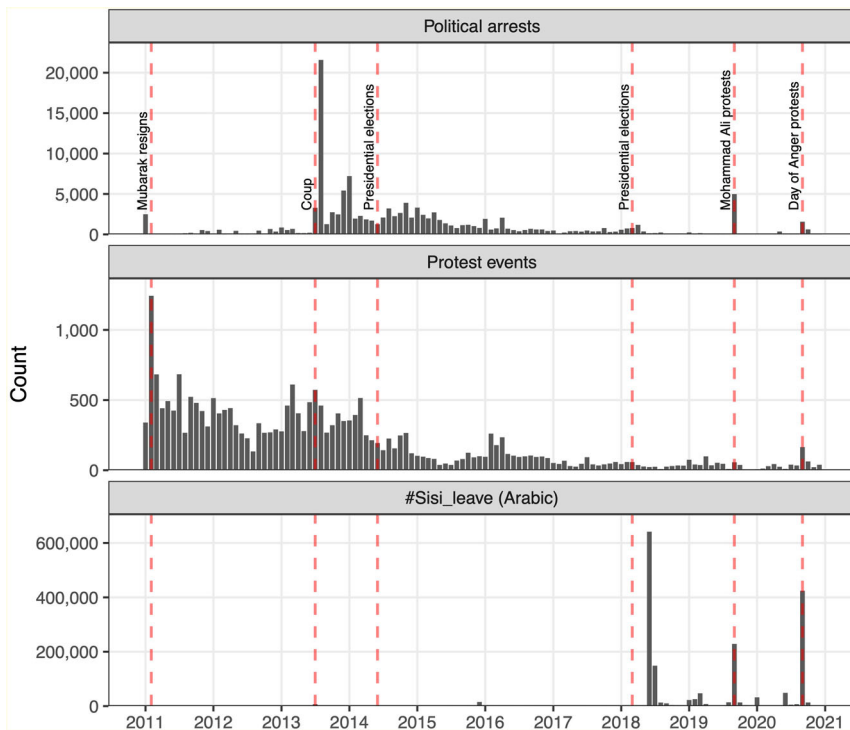 Political arrests
20,000
15,000
10,000
5,000
0
Mubarak resigns
Coup
Presidential elections
Presidential elections
Mohammad Ali protests
Day of Anger protests
Protest events
Count
1,000
500
0
#Sisi_leave (Arabic)
600,000
400,000
200,000
0
2011 2012 2013 2014 2015 2016 2017 2018 2019 2020 2021